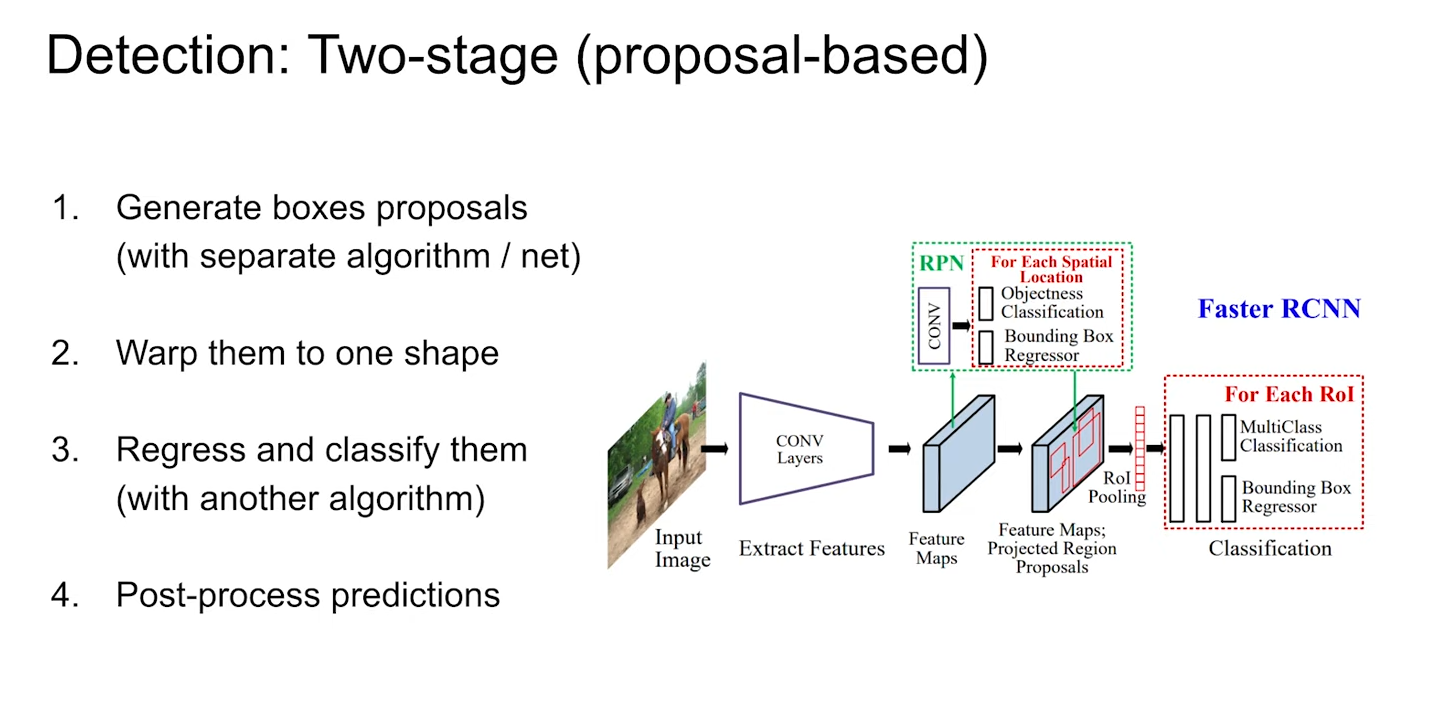 Detection: Two-stage (proposal-based)
1. Generate boxes proposals
(with separate algorithm / net)
2. Warp them to one shape
3. Regress and classify them
(with another algorithm)
4. Post-process predictions
RPN
For Each Spatial
Location
CONV
Objectness
Classification
Bounding Box
Regressor
Faster RCNN
CONV
Layers
RoI
Pooling
For Each RoI
MultiClass
Classification
Bounding Box
Regressor
Input
Image
Extract Features
Feature
Maps
Feature Maps;
Projected Region
Proposals
Classification